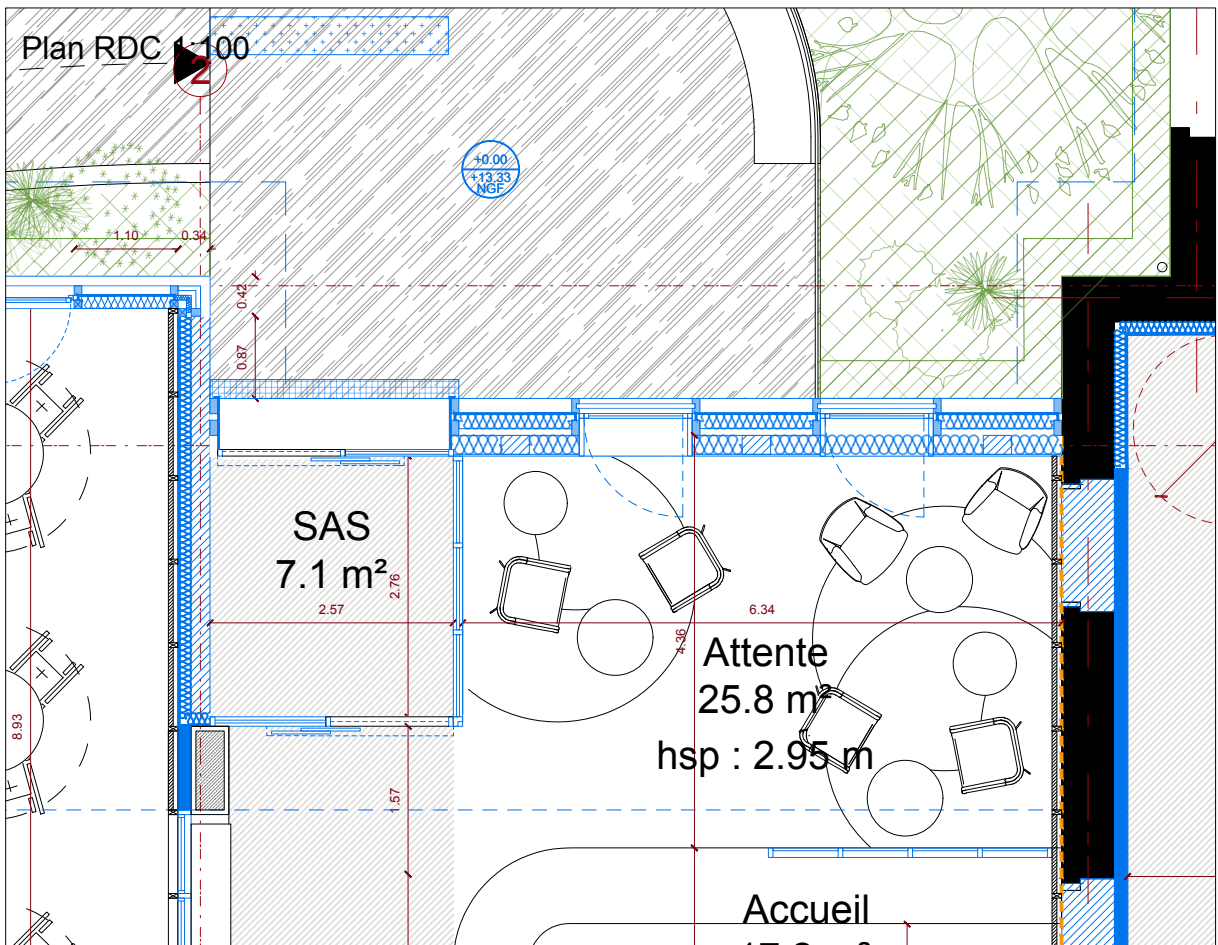 Plan RDC 1:100
2
+0.00
+13.33
NGF
1.10
0.34
0.42
0.87
SAS
7.1 m²
2.76
2.57
6.34
4.36
Attente
25.8 m²
hsp : 2.95 m
8.93
1.57
Accueil